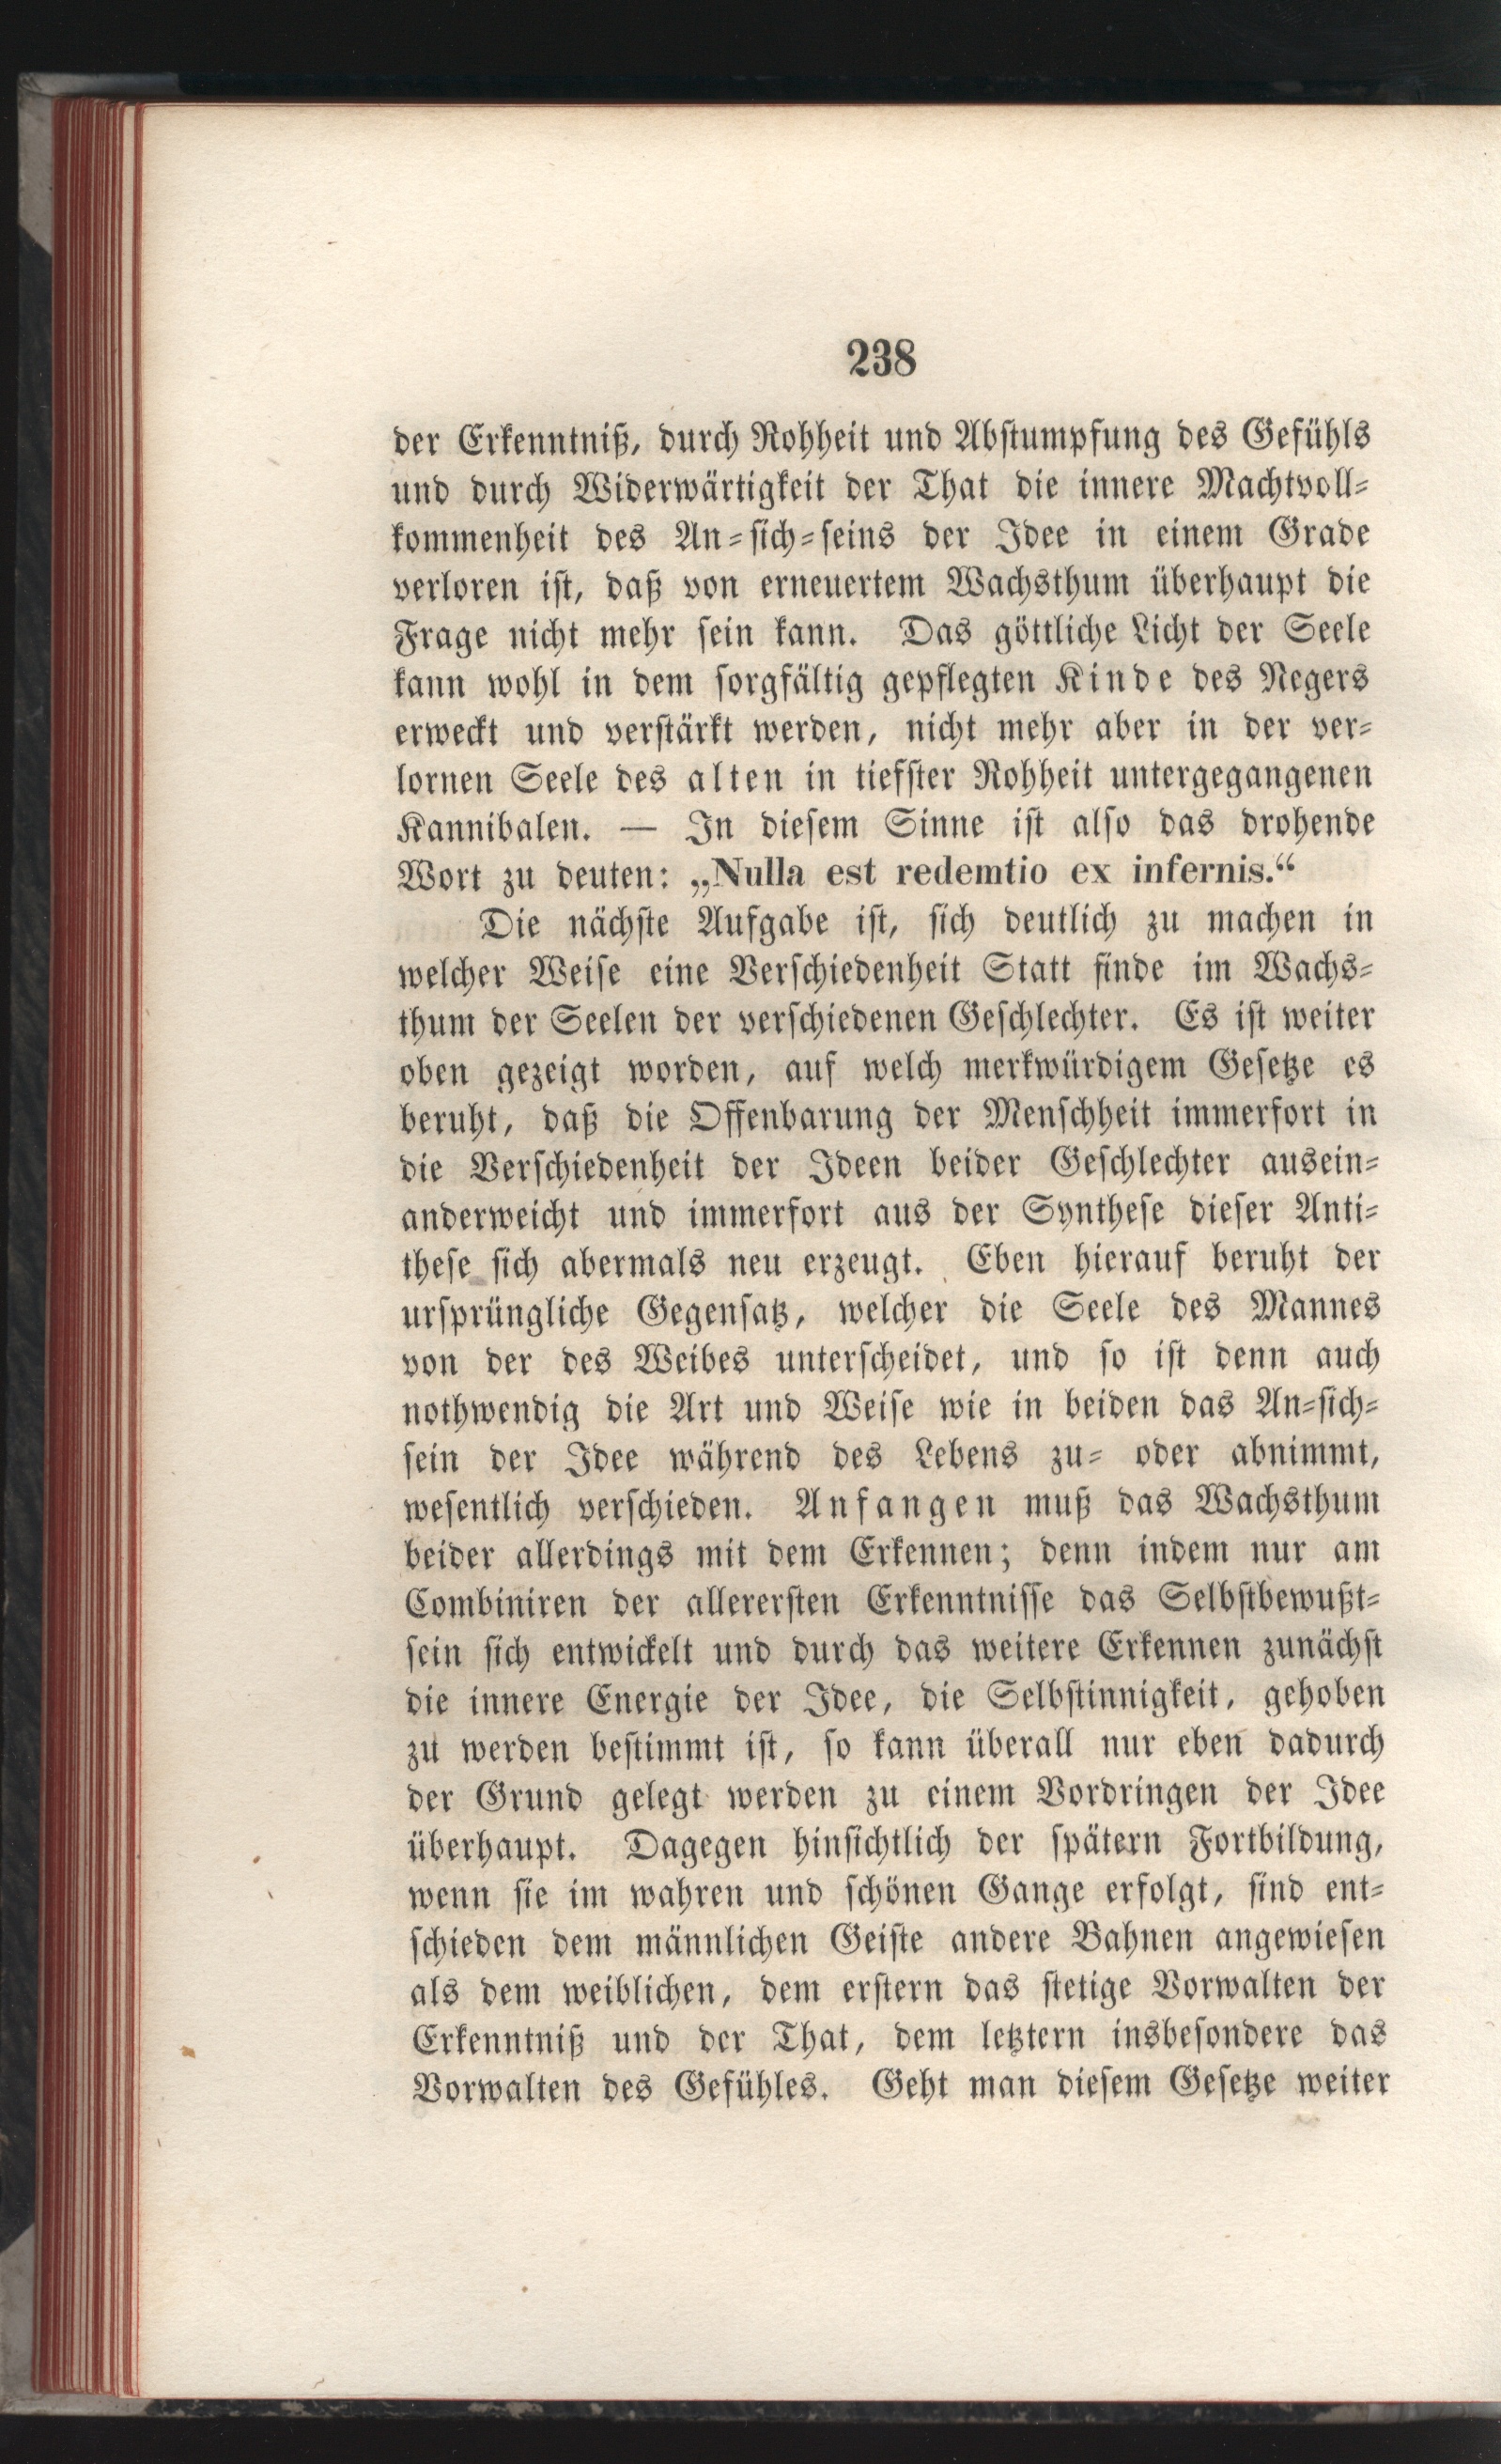 238
der Erkenntniß, durch Rohheit und Abstumpfung des Gefühls
und durch Widerwärtigkeit der That die innere Machtvoll-
kommenheit des An-sich-seins der Idee in einem Grade
verloren ist, daß von erneuertem Wachsthum überhaupt die
Frage nicht mehr sein kann. Das göttliche Licht der Seele
kann wohl in dem sorgfältig gepflegten Kinde des Negers
erweckt und verstärkt werden, nicht mehr aber in der ver-
lornen Seele des alten in tiefster Rohheit untergegangenen
Kannibalen. — In diesem Sinne ist also das drohende
Wort zu deuten: „Nulla est redemtio ex infernis.“
Die nächste Aufgabe ist, sich deutlich zu machen in
welcher Weise eine Verschiedenheit Statt finde im Wachs-
thum der Seelen der verschiedenen Geschlechter. Es ist weiter
oben gezeigt worden, auf welch merkwürdigem Gesetze es
beruht, daß die Offenbarung der Menschheit immerfort in
die Verschiedenheit der Ideen beider Geschlechter ausein-
anderweicht und immerfort aus der Synthese dieser Anti-
these sich abermals neu erzeugt. Eben hierauf beruht der
ursprüngliche Gegensatz, welcher die Seele des Mannes
von der des Weibes unterscheidet, und so ist denn auch
nothwendig die Art und Weise wie in beiden das An-sich-
sein der Idee während des Lebens zu- oder abnimmt,
wesentlich verschieden. Anfangen muß das Wachsthum
beider allerdings mit dem Erkennen; denn indem nur am
Combiniren der allerersten Erkenntnisse das Selbstbewußt-
sein sich entwickelt und durch das weitere Erkennen zunächst
die innere Energie der Idee, die Selbstinnigkeit, gehoben
zu werden bestimmt ist, so kann überall nur eben dadurch
der Grund gelegt werden zu einem Vordringen der Idee
überhaupt. Dagegen hinsichtlich der spätern Fortbildung,
wenn sie im wahren und schönen Gange erfolgt, sind ent-
schieden dem männlichen Geiste andere Bahnen angewiesen
als dem weiblichen, dem erstern das stetige Vorwalten der
Erkenntniß und der That, dem letztern insbesondere das
Vorwalten des Gefühles. Geht man diesem Gesetze weiter